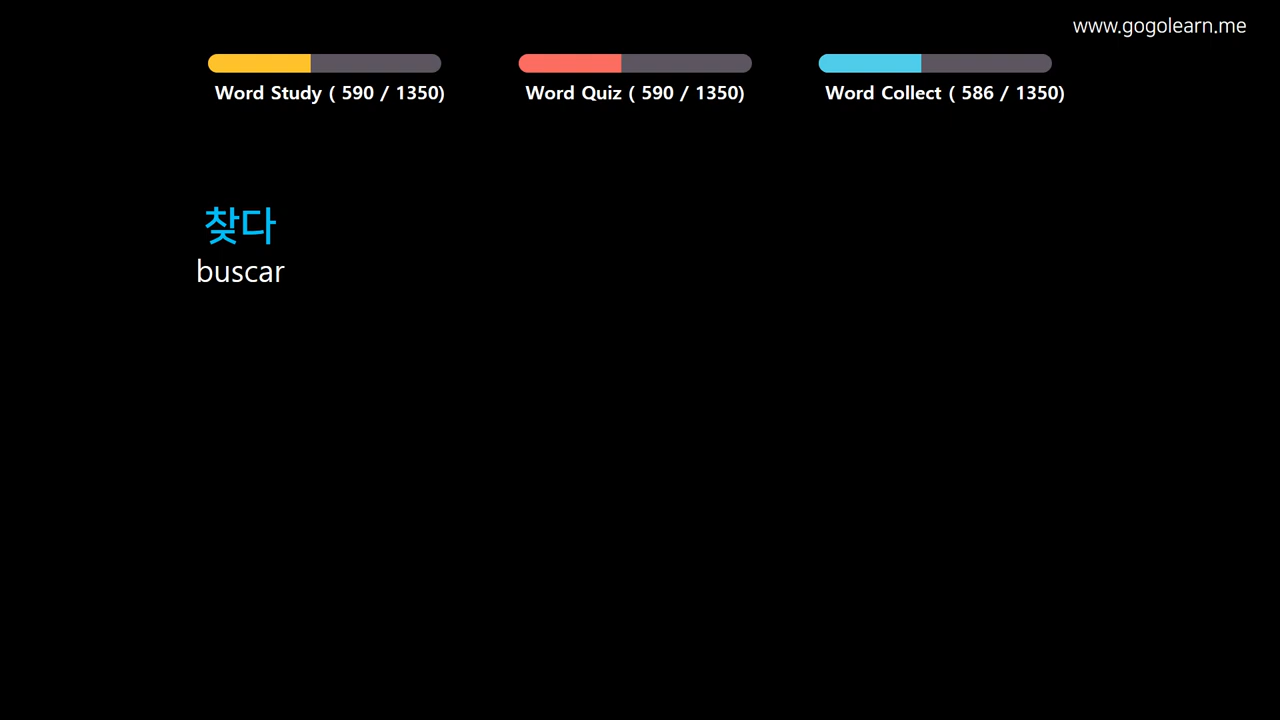 www.gogolearn.me
Word Study ( 590 / 1350)
Word Quiz ( 590 / 1350)
Word Collect ( 586 / 1350)
찾다
buscar